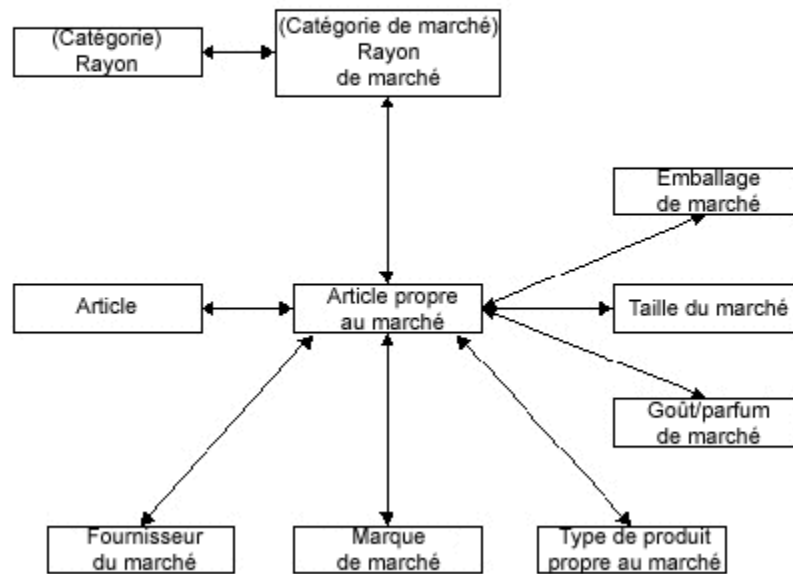 (Catégorie)
Rayon
(Catégorie de marché)
Rayon
de marché
Emballage
de marché
Article
Article propre
au marché
Taille du marché
Goût/parfum
de marché
Fournisseur
du marché
Marque
de marché
Type de produit
propre au marché